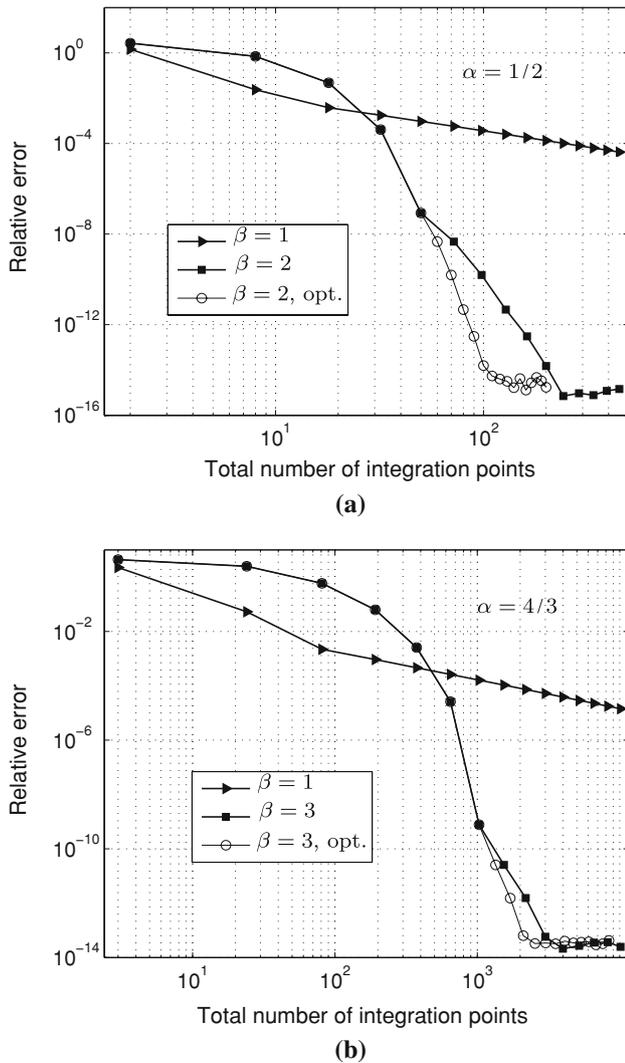 10^0
10^-4
10^-8
10^-12
10^-16
Relative error
α = 1/2
β = 1
β = 2
β = 2, opt.
10^1
10^2
Total number of integration points
(a)
10^-2
10^-6
10^-10
10^-14
Relative error
α = 4/3
β = 1
β = 3
β = 3, opt.
10^1
10^2
10^3
Total number of integration points
(b)